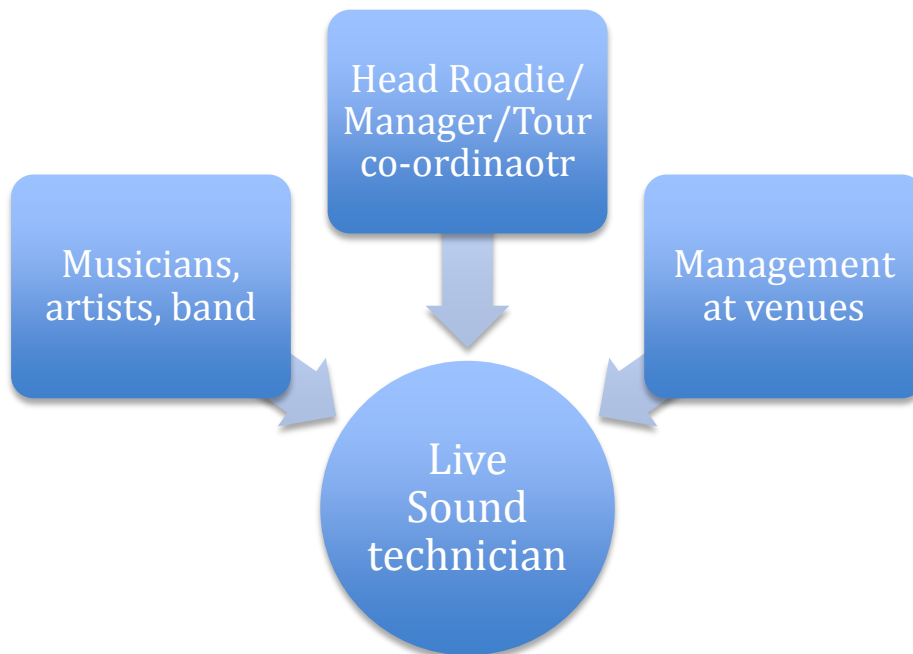 Head Roadie/
Manager/Tour
co-ordinaotr
Musicians,
artists, band
Management
at venues
Live
Sound
technician